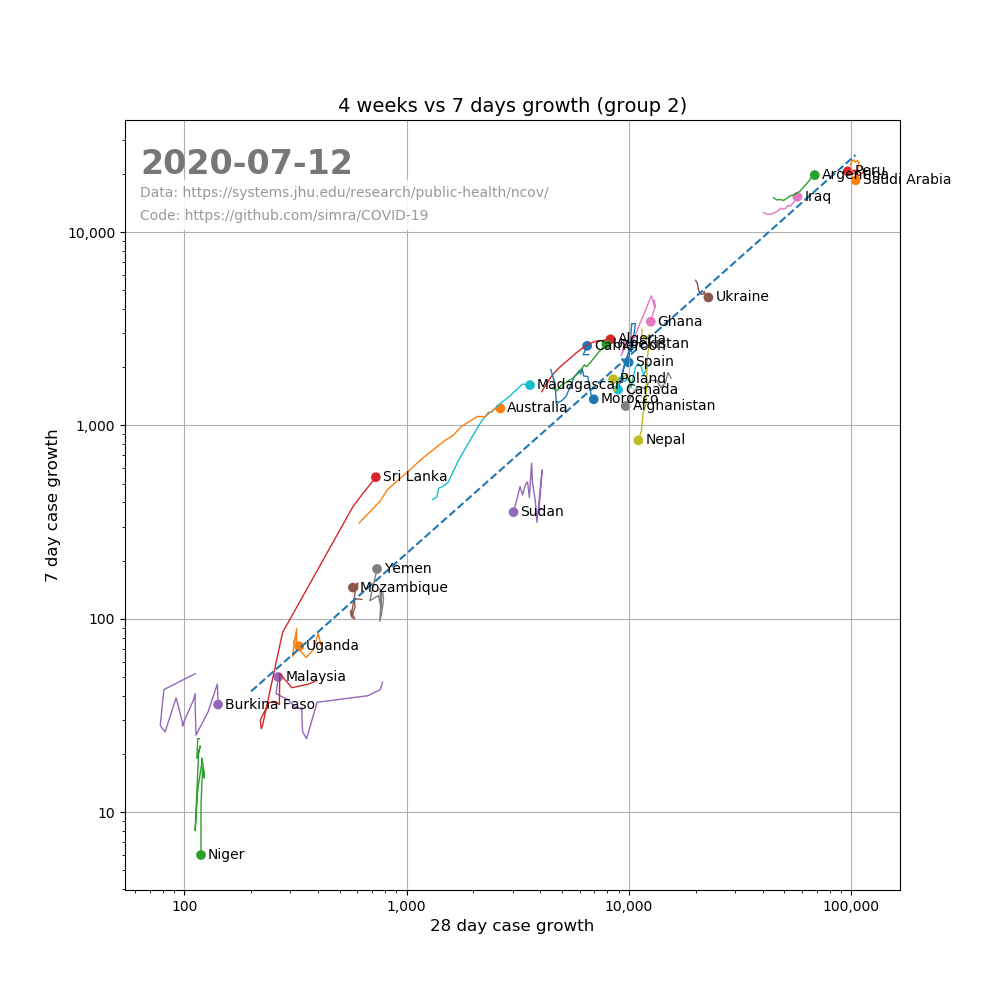 4 weeks vs 7 days growth (group 2)
2020-07-12
Data: https://systems.jhu.edu/research/public-health/ncov/
Code: https://github.com/simra/COVID-19
Peru
Argentina
Saudi Arabia
Iraq
10,000
Ukraine
Ghana
Algeria
Cameroon
Uzbekistan
Spain
Poland
Madagascar
Canada
Morocco
Australia
Afghanistan
1,000
Nepal
Sri Lanka
Sudan
Yemen
Mozambique
100
Uganda
Malaysia
Burkina Faso
10
Niger
7 day case growth
100
1,000
10,000
100,000
28 day case growth